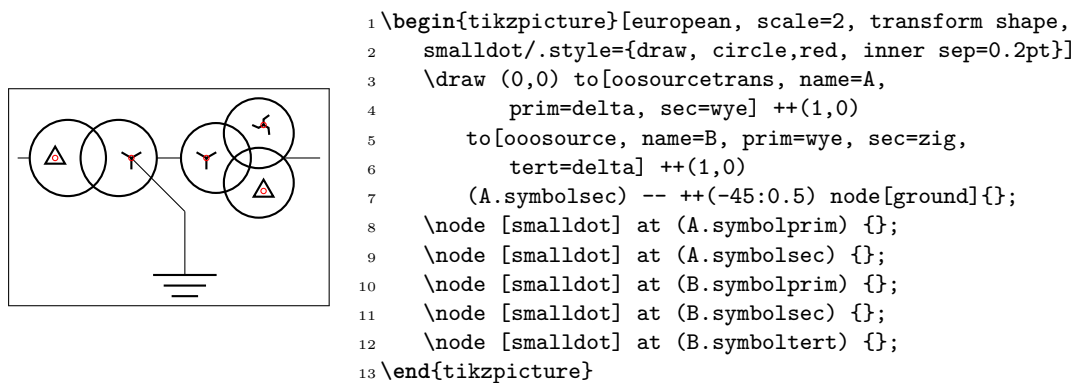 1 \begin{tikzpicture}[european, scale=2, transform shape,
2 smalldot/.style={draw, circle,red, inner sep=0.2pt}]
3 \draw (0,0) to[oosourcetrans, name=A,
4 prim=delta, sec=wye] ++(1,0)
5 to[ooosource, name=B, prim=wye, sec=zig,
6 tert=delta] ++(1,0)
7 (A.symbolsec) -- ++(-45:0.5) node[ground]{};
8 \node [smalldot] at (A.symbolprim) {};
9 \node [smalldot] at (A.symbolsec) {};
10 \node [smalldot] at (B.symbolprim) {};
11 \node [smalldot] at (B.symbolsec) {};
12 \node [smalldot] at (B.symboltert) {};
13 \end{tikzpicture}